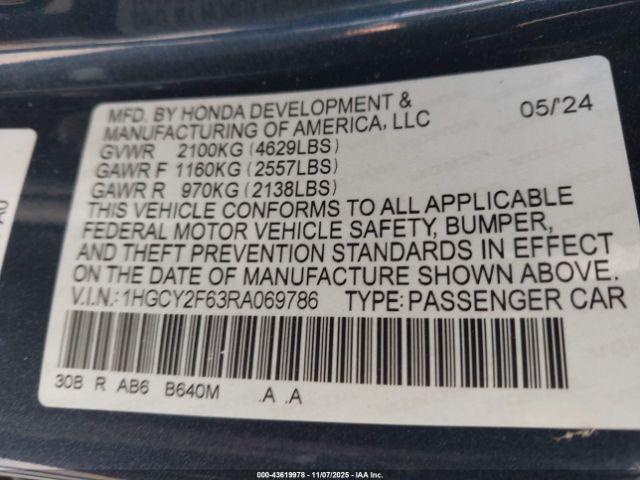 MFD. BY HONDA DEVELOPMENT &
MANUFACTURING OF AMERICA, LLC
05/'24
GVWR 2100KG (4629LBS)
GAWR F 1160KG (2557LBS)
GAWR R 970KG (2138LBS)
THIS VEHICLE CONFORMS TO ALL APPLICABLE
FEDERAL MOTOR VEHICLE SAFETY, BUMPER,
AND THEFT PREVENTION STANDARDS IN EFFECT
ON THE DATE OF MANUFACTURE SHOWN ABOVE.
V.I.N.: 1HGCY2F63RA069786 TYPE: PASSENGER CAR
30B R AB6 B640M .A .A
000-43619978 - 11/07/2025 - IAA Inc.